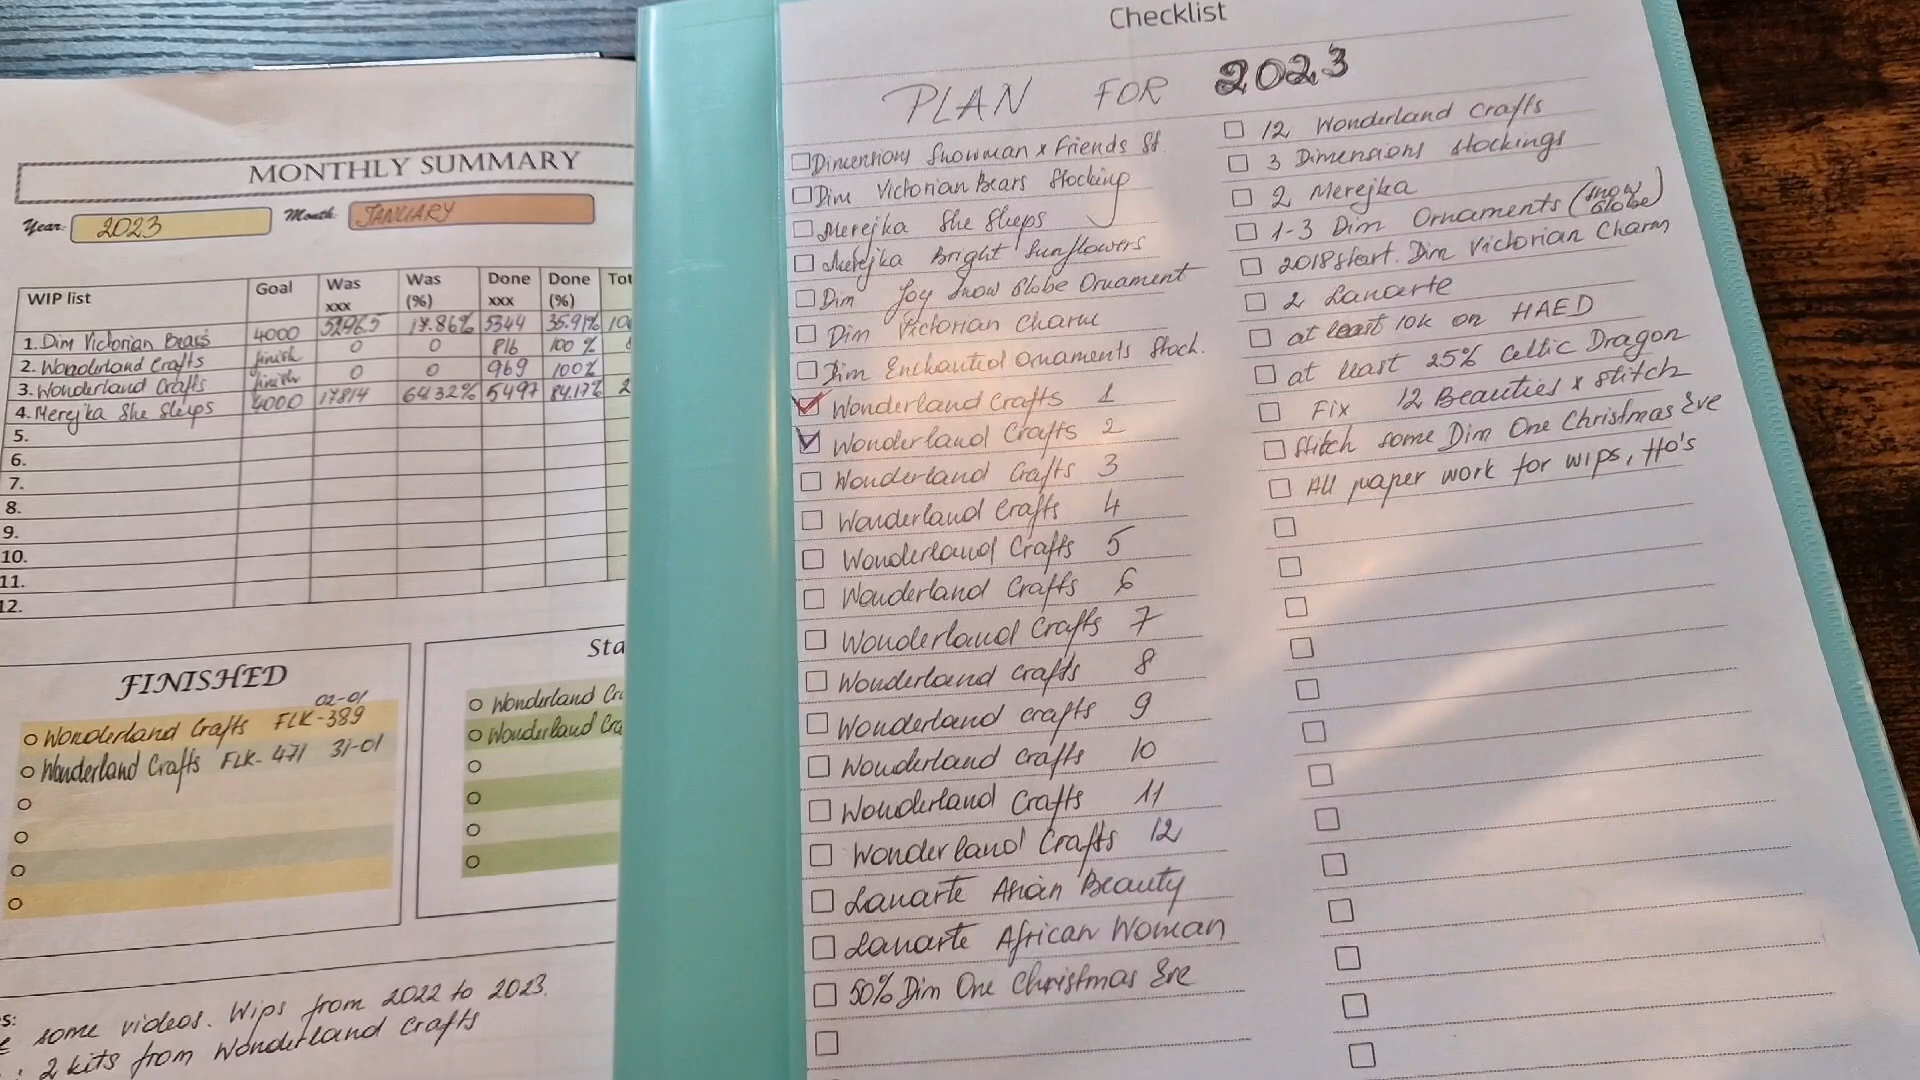 MONTHLY SUMMARY
Year: 2023 Month: JANUARY
WIP list Goal Was xxx Was (%) Done xxx Done (%) Tot
1. Dim Victorian Bears 4000 5296.5 17.86% 5344 35.91%
2. Wonderland Crafts finish 0 0 816 100%
3. Wonderland Crafts finish 0 0 969 100%
4. Merejka She Sleeps 4000 17814 64.32% 5497 84.17% 2
5.
6.
7.
8.
9.
10.
11.
12.
FINISHED
Wonderland Crafts FLK-389 02-01
Wonderland Crafts FLK-471 31-01
Sta
Wonderland Cr
Wonderland Cra
some videos. Wips from 2022 to 2023.
2 kits from Wonderland Crafts
Checklist
PLAN FOR 2023
Dimensions Snowman & Friends St.
Dim Victorian Bears Stocking
Merejka She Sleeps
Merejka Bright Sunflowers
Dim Joy Snow Globe Ornament
Dim Victorian Charm
Dim Enchanted Ornaments Stock.
Wonderland Crafts 1
Wonderland Crafts 2
Wonderland Crafts 3
Wonderland Crafts 4
Wonderland Crafts 5
Wonderland Crafts 6
Wonderland Crafts 7
Wonderland Crafts 8
Wonderland Crafts 9
Wonderland Crafts 10
Wonderland Crafts 11
Wonderland Crafts 12
Lanarte Asian Beauty
Lanarte African Woman
50% Dim One Christmas Eve
12 Wonderland Crafts
3 Dimensions stockings
2 Merejka
1-3 Dim Ornaments (snow Globe)
2018 start. Dim Victorian Charm
2 Lanarte
at least 10k on HAED
at least 25% Celtic Dragon
Fix 12 Beauties x stitch
Stitch some Dim One Christmas Eve
All paper work for wips, Ho's